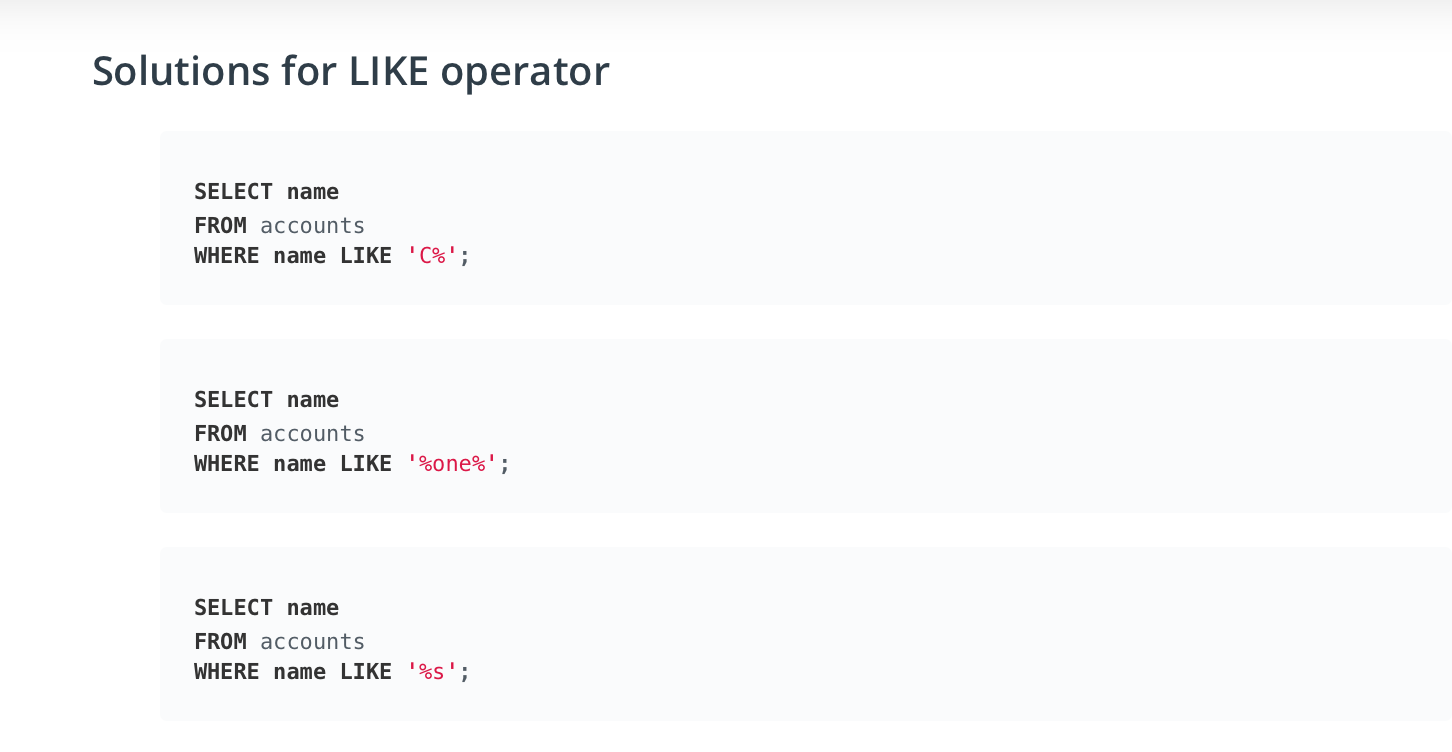 Solutions for LIKE operator
SELECT name
FROM accounts
WHERE name LIKE 'C%';
SELECT name
FROM accounts
WHERE name LIKE '%one%';
SELECT name
FROM accounts
WHERE name LIKE '%s';